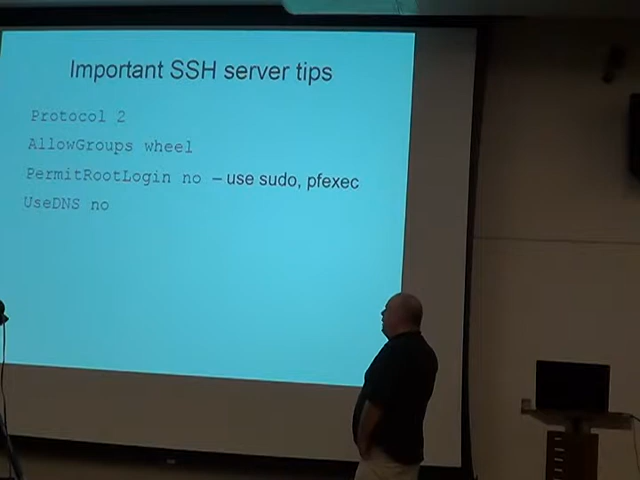 Important SSH server tips
Protocol 2
AllowGroups wheel
PermitRootLogin no – use sudo, pfexec
UseDNS no